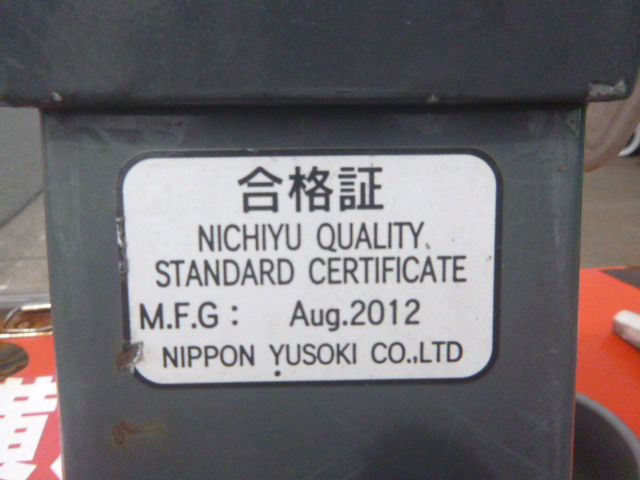 合格証
NICHIYU QUALITY
STANDARD CERTIFICATE
M.F.G : Aug.2012
NIPPON YUSOKI CO.,LTD